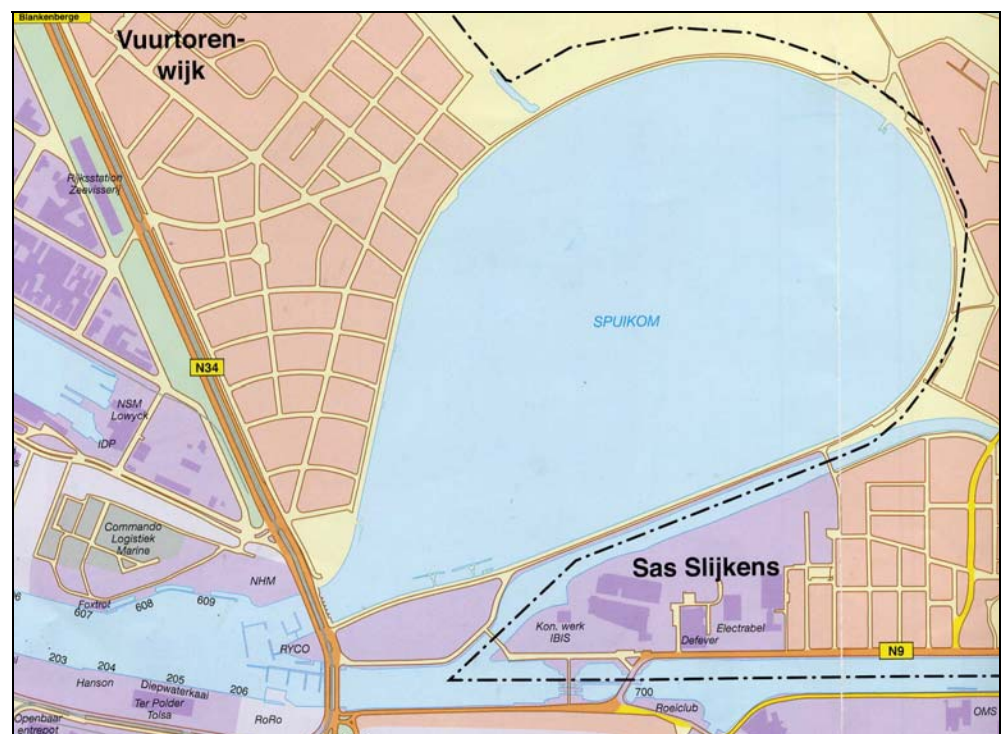 Blankenberge
Vuurtoren-
wijk
Rijksstation
Zeevisserij
SPUIKOM
N34
NSM
Lowyck
IDP
Commando
Logistiek
Marine
Sas Slijkens
NHM
Foxtrot
607
608
609
Kon. werk
IBIS
Electrabel
Defever
RYCO
N9
203
204
205
206
Hanson
Diepwaterkaai
Ter Polder
Tolsa
700
Roeiclub
RoRo
OMS
Openbaar
entrepot